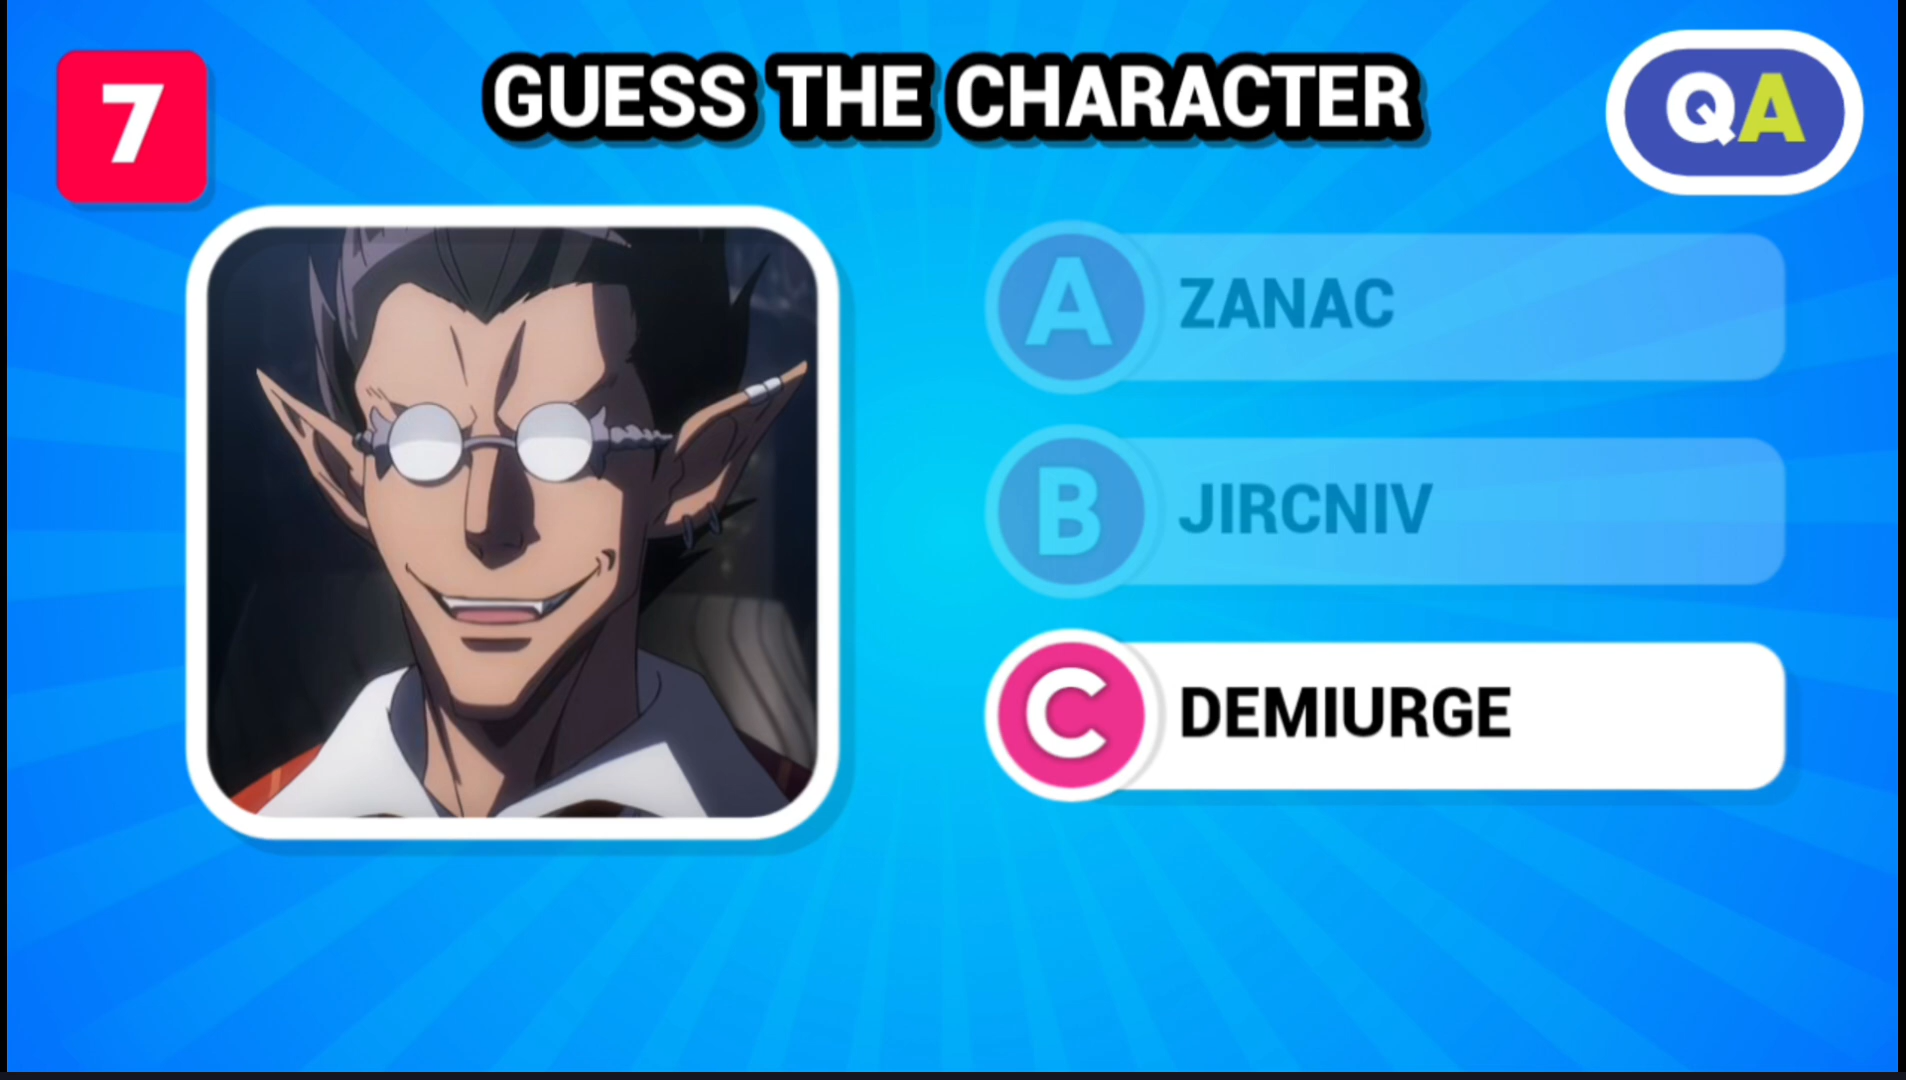 7
GUESS THE CHARACTER
QA
A ZANAC
B JIRCNIV
C DEMIURGE